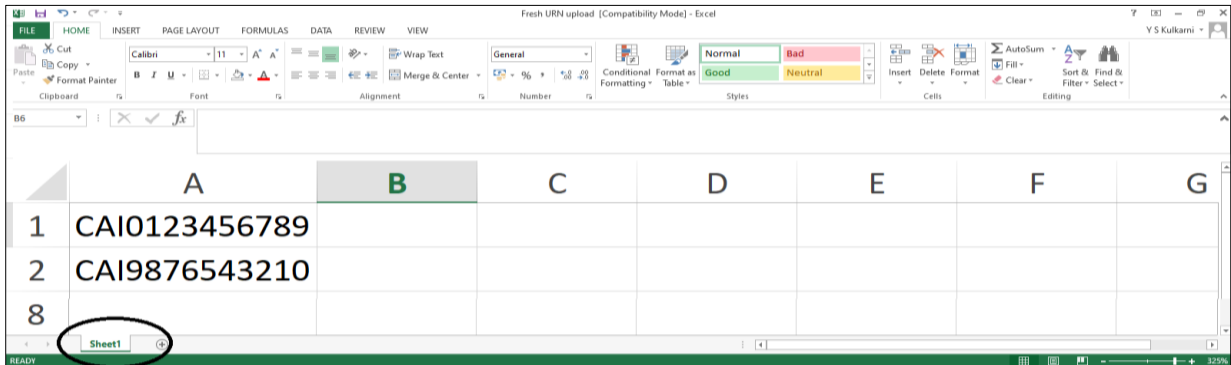 Fresh URN upload [Compatibility Mode] - Excel
FILE HOME INSERT PAGE LAYOUT FORMULAS DATA REVIEW VIEW Y S Kulkarni
Cut Calibri 11 Wrap Text General Normal Bad AutoSum
Copy Fill
Paste Format Painter B I U Merge & Center % Conditional Formatting Format as Table Good Neutral Insert Delete Format Clear Sort & Filter Find & Select
Clipboard Font Alignment Number Styles Cells Editing
B6 fx
A B C D E F G
1 CAI0123456789
2 CAI9876543210
8
Sheet1
READY 325%